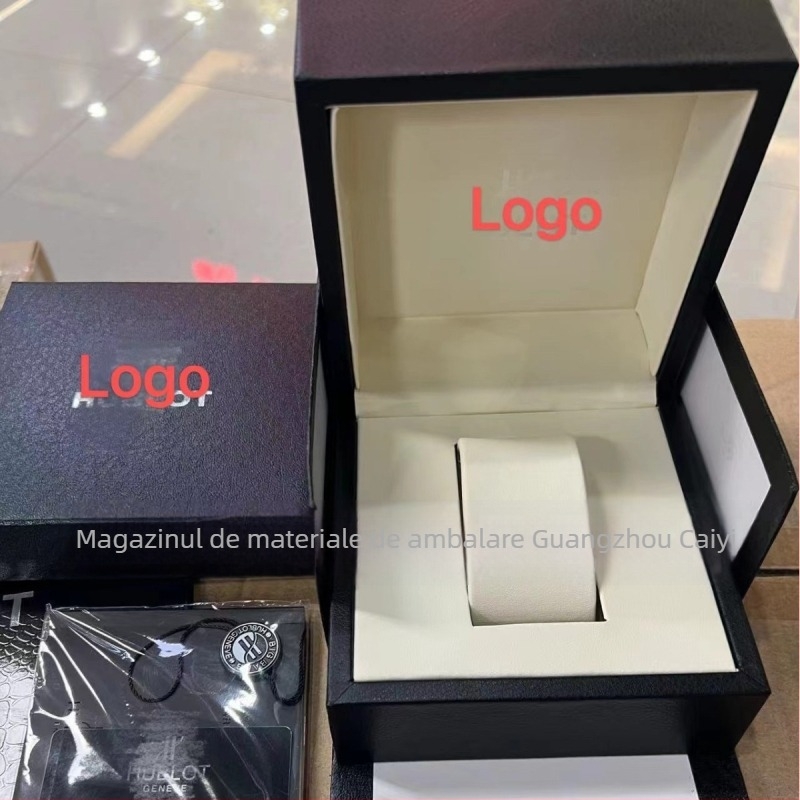 Logo
Logo
HUBLOT
Magazinul de materiale de ambalare Guangzhou Caiyi
T
HUBLOT
GENEVE